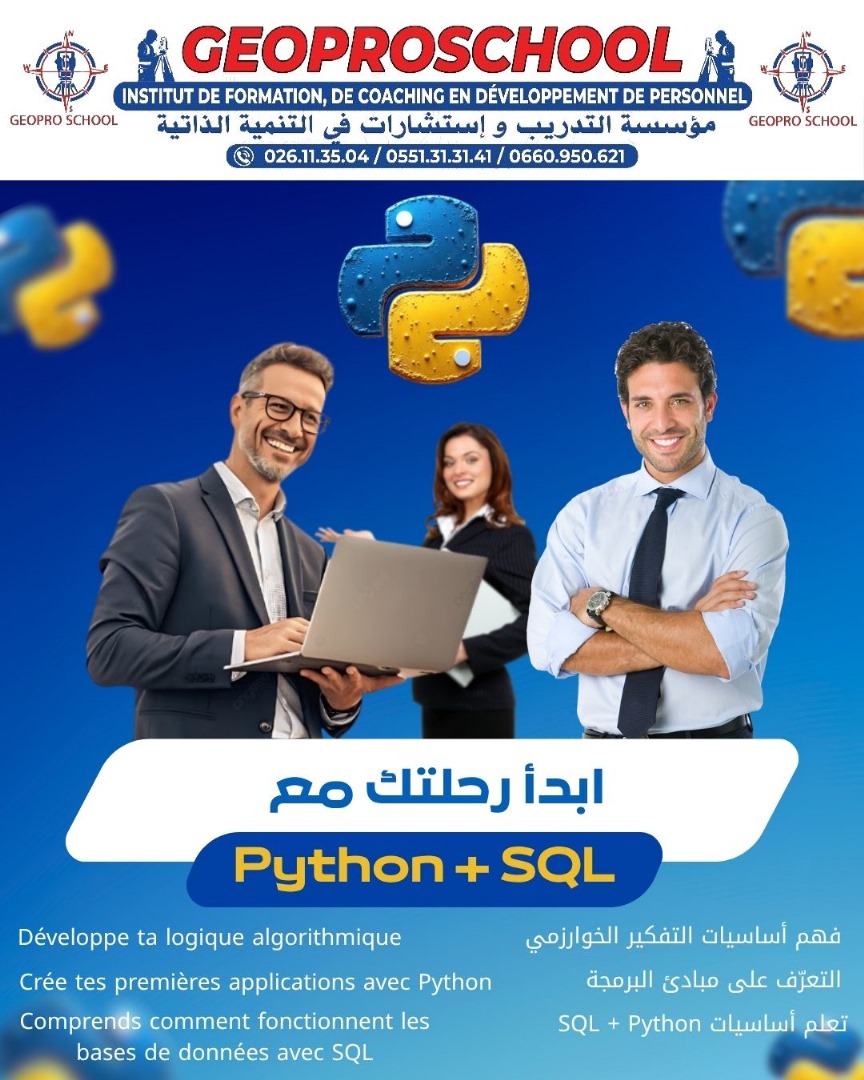 GEOPROSCHOOL
INSTITUT DE FORMATION, DE COACHING EN DÉVELOPPEMENT DE PERSONNEL
مؤسسة التدريب و إستشارات في التنمية الذاتية
026.11.35.04 / 0551.31.31.41 / 0660.950.621
N
W E
S
GEOPRO SCHOOL
N
W E
S
GEOPRO SCHOOL
ابدأ رحلتك مع
Python + SQL
Développe ta logique algorithmique
Crée tes premières applications avec Python
Comprends comment fonctionnent les
bases de données avec SQL
فهم أساسيات التفكير الخوارزمي
التعرّف على مبادئ البرمجة
تعلم أساسيات SQL + Python